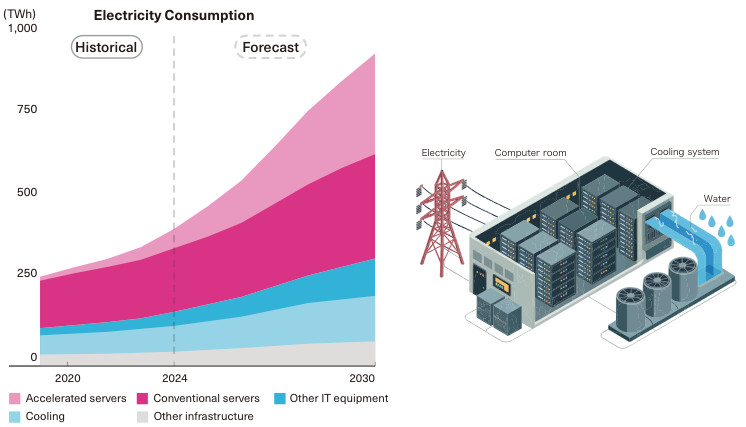 Electricity Consumption
(TWh)
1,000
Historical
Forecast
750
500
250
0
2020
2024
2030
Accelerated servers
Conventional servers
Other IT equipment
Cooling
Other infrastructure
Electricity
Computer room
Cooling system
Water